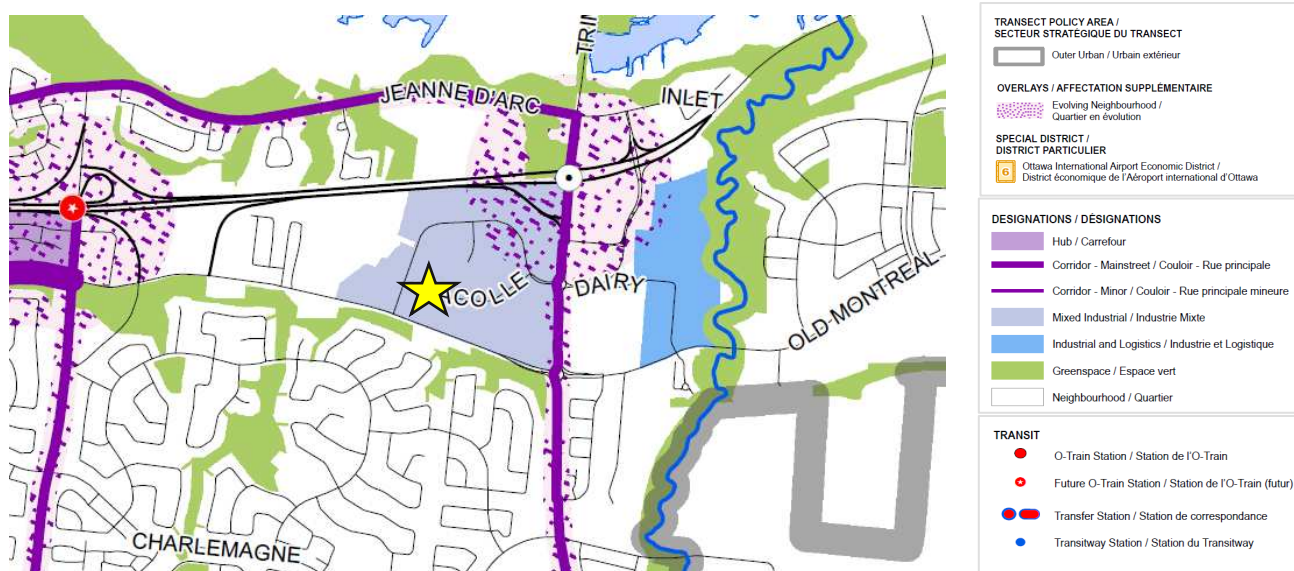 TRIM
JEANNE D'ARC
INLET
DAIRY
OLD MONTREAL
CHARLEMAGNE
TRANSECT POLICY AREA /
SECTEUR STRATÉGIQUE DU TRANSECT
Outer Urban / Urbain extérieur
OVERLAYS / AFFECTATION SUPPLÉMENTAIRE
Evolving Neighbourhood /
Quartier en évolution
SPECIAL DISTRICT /
DISTRICT PARTICULIER
6
Ottawa International Airport Economic District /
District économique de l'Aéroport international d'Ottawa
DESIGNATIONS / DÉSIGNATIONS
Hub / Carrefour
Corridor - Mainstreet / Couloir - Rue principale
Corridor - Minor / Couloir - Rue principale mineure
Mixed Industrial / Industrie Mixte
Industrial and Logistics / Industrie et Logistique
Greenspace / Espace vert
Neighbourhood / Quartier
TRANSIT
O-Train Station / Station de l'O-Train
Future O-Train Station / Station de l'O-Train (futur)
Transfer Station / Station de correspondance
Transitway Station / Station du Transitway